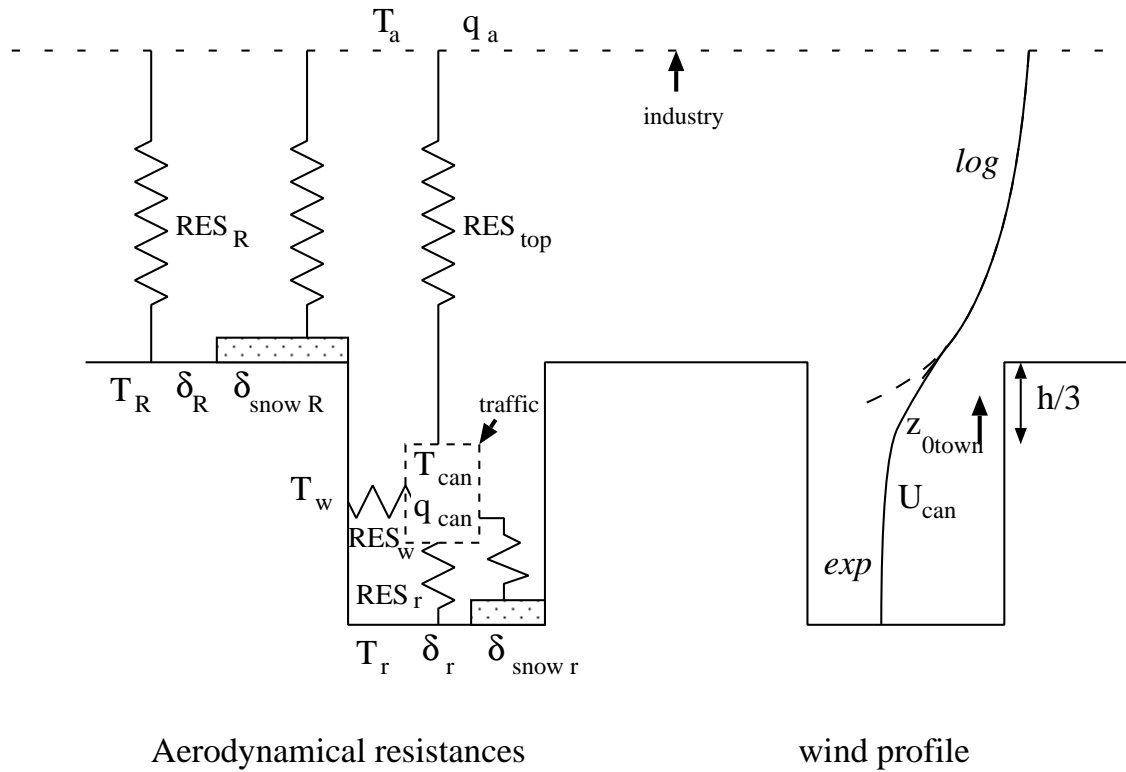 T_a q_a
industry
log
RES_R RES_top
T_R δ_R δ_snow R
traffic
h/3
z_0town
T_can
T_w q_can U_can
RES_w
exp
RES_r
T_r δ_r δ_snow r
Aerodynamical resistances wind profile